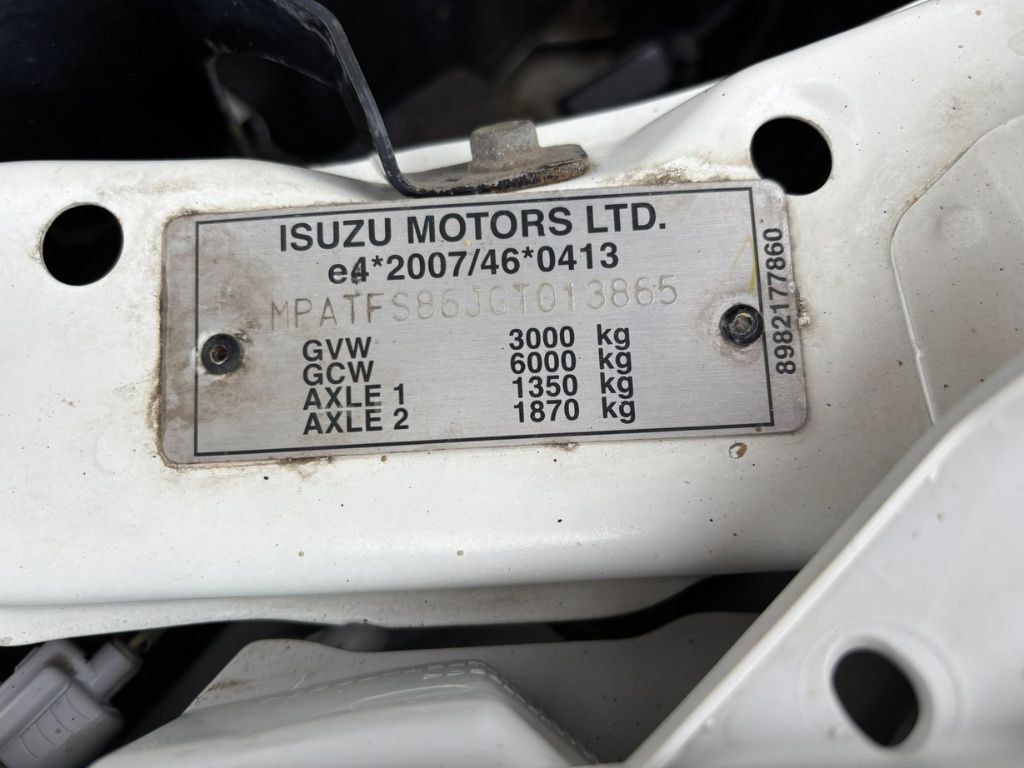 ISUZU MOTORS LTD.
e4*2007/46*0413
MPATFS86JGT013865
GVW 3000 kg
GCW 6000 kg
AXLE 1 1350 kg
AXLE 2 1870 kg
8982177860